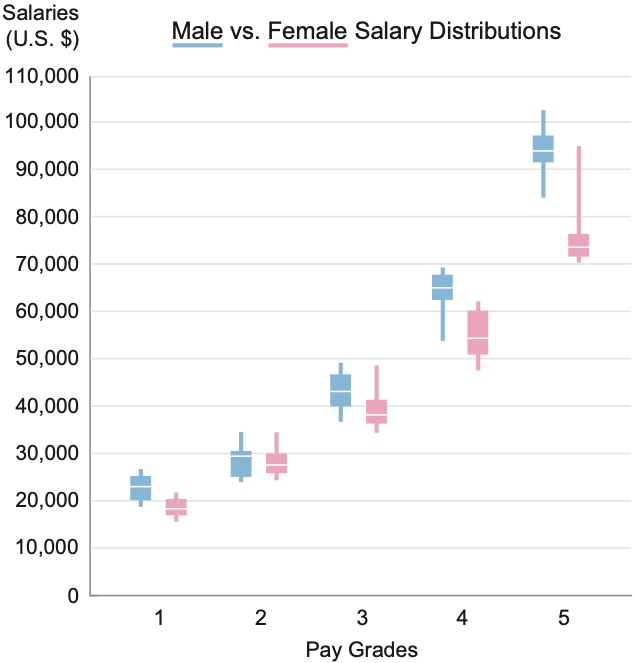 Salaries
(U.S. $)
Male vs. Female Salary Distributions
110,000
100,000
90,000
80,000
70,000
60,000
50,000
40,000
30,000
20,000
10,000
0
1 2 3 4 5
Pay Grades